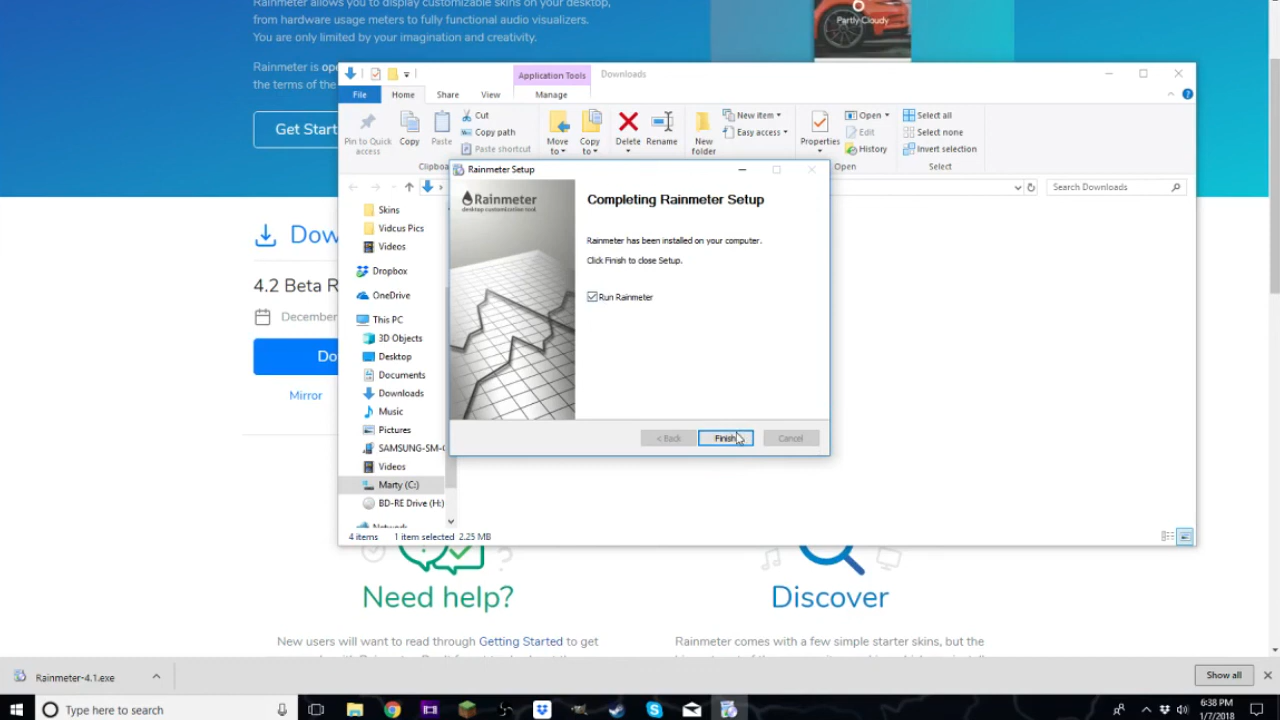 Rainmeter allows you to display customizable skins on your desktop,
from hardware usage meters to fully functional audio visualizers.
You are only limited by your imagination and creativity.
Partly Cloudy
Rainmeter is
the terms of the
Get Start
Application Tools
Downloads
File
Home
Share
View
Manage
Pin to Quick
access
Copy
Paste
Cut
Copy path
Paste shortcut
Move
to
Copy
to
Delete
Rename
New
folder
New item
Easy access
Properties
Open
Edit
History
Select all
Select none
Invert selection
Open
Select
Search Downloads
Skins
Vidcus Pics
Videos
Dropbox
OneDrive
This PC
3D Objects
Desktop
Documents
Downloads
Music
Pictures
SAMSUNG-SM-
Videos
Marty (C:)
BD-RE Drive (H:)
Network
4 items
1 item selected 2.25 MB
Rainmeter Setup
Rainmeter
desktop customization tool
Completing Rainmeter Setup
Rainmeter has been installed on your computer.
Click Finish to close Setup.
Run Rainmeter
< Back
Finish
Cancel
Dow
4.2 Beta R
December
Do
Mirror
Need help?
Discover
New users will want to read through Getting Started to get
Rainmeter comes with a few simple starter skins, but the
Rainmeter-4.1.exe
Show all
Type here to search
6:38 PM
1/7/2018